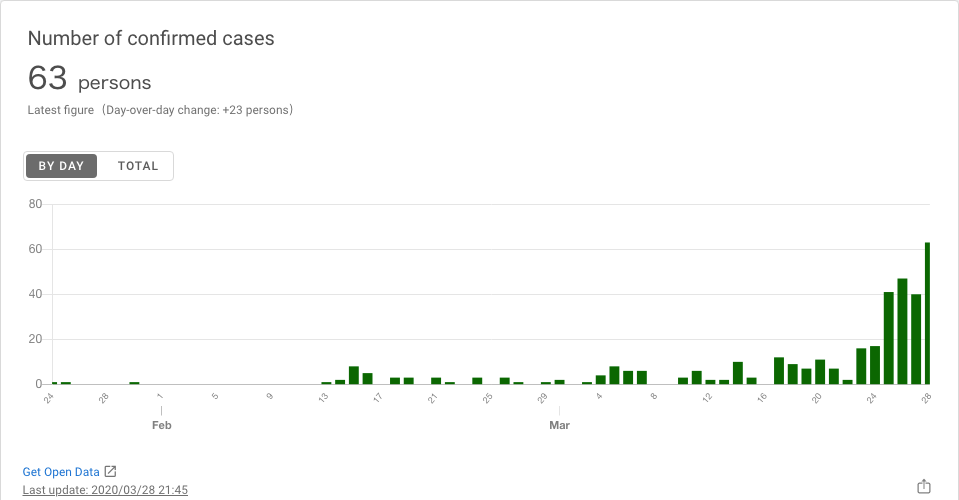 Number of confirmed cases
63 persons
Latest figure（Day-over-day change: +23 persons）
BY DAY TOTAL
80
60
40
20
0
24 28 1 5 9 13 17 21 25 29 4 8 12 16 20 24 28
Feb Mar
Get Open Data
Last update: 2020/03/28 21:45